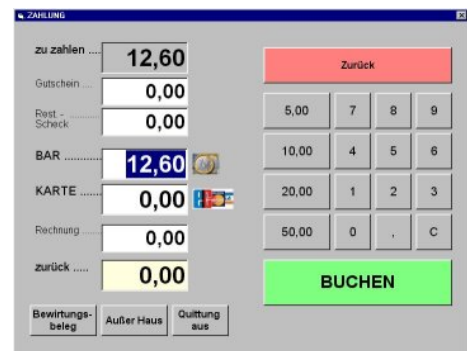 ZAHLUNG
zu zahlen .... 12,60
Gutschein .... 0,00
Rest.- ............
Scheck 0,00
BAR ............ 12,60
KARTE ....... 0,00
Rechnung ....... 0,00
zurück ..... 0,00
Bewirtungs-
beleg
Außer Haus
Quittung
aus
Zurück
5,00 7 8 9
10,00 4 5 6
20,00 1 2 3
50,00 0 , C
BUCHEN